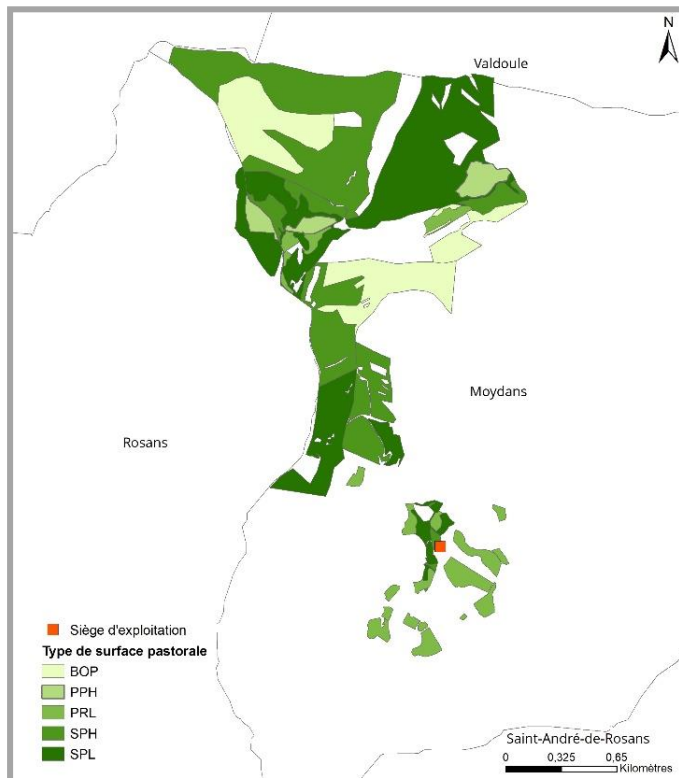 N
Valdoule
Moydans
Rosans
Siège d'exploitation
Type de surface pastorale
BOP
PPH
PRL
SPH
SPL
Saint-André-de-Rosans
0 0,325 0,65
Kilomètres